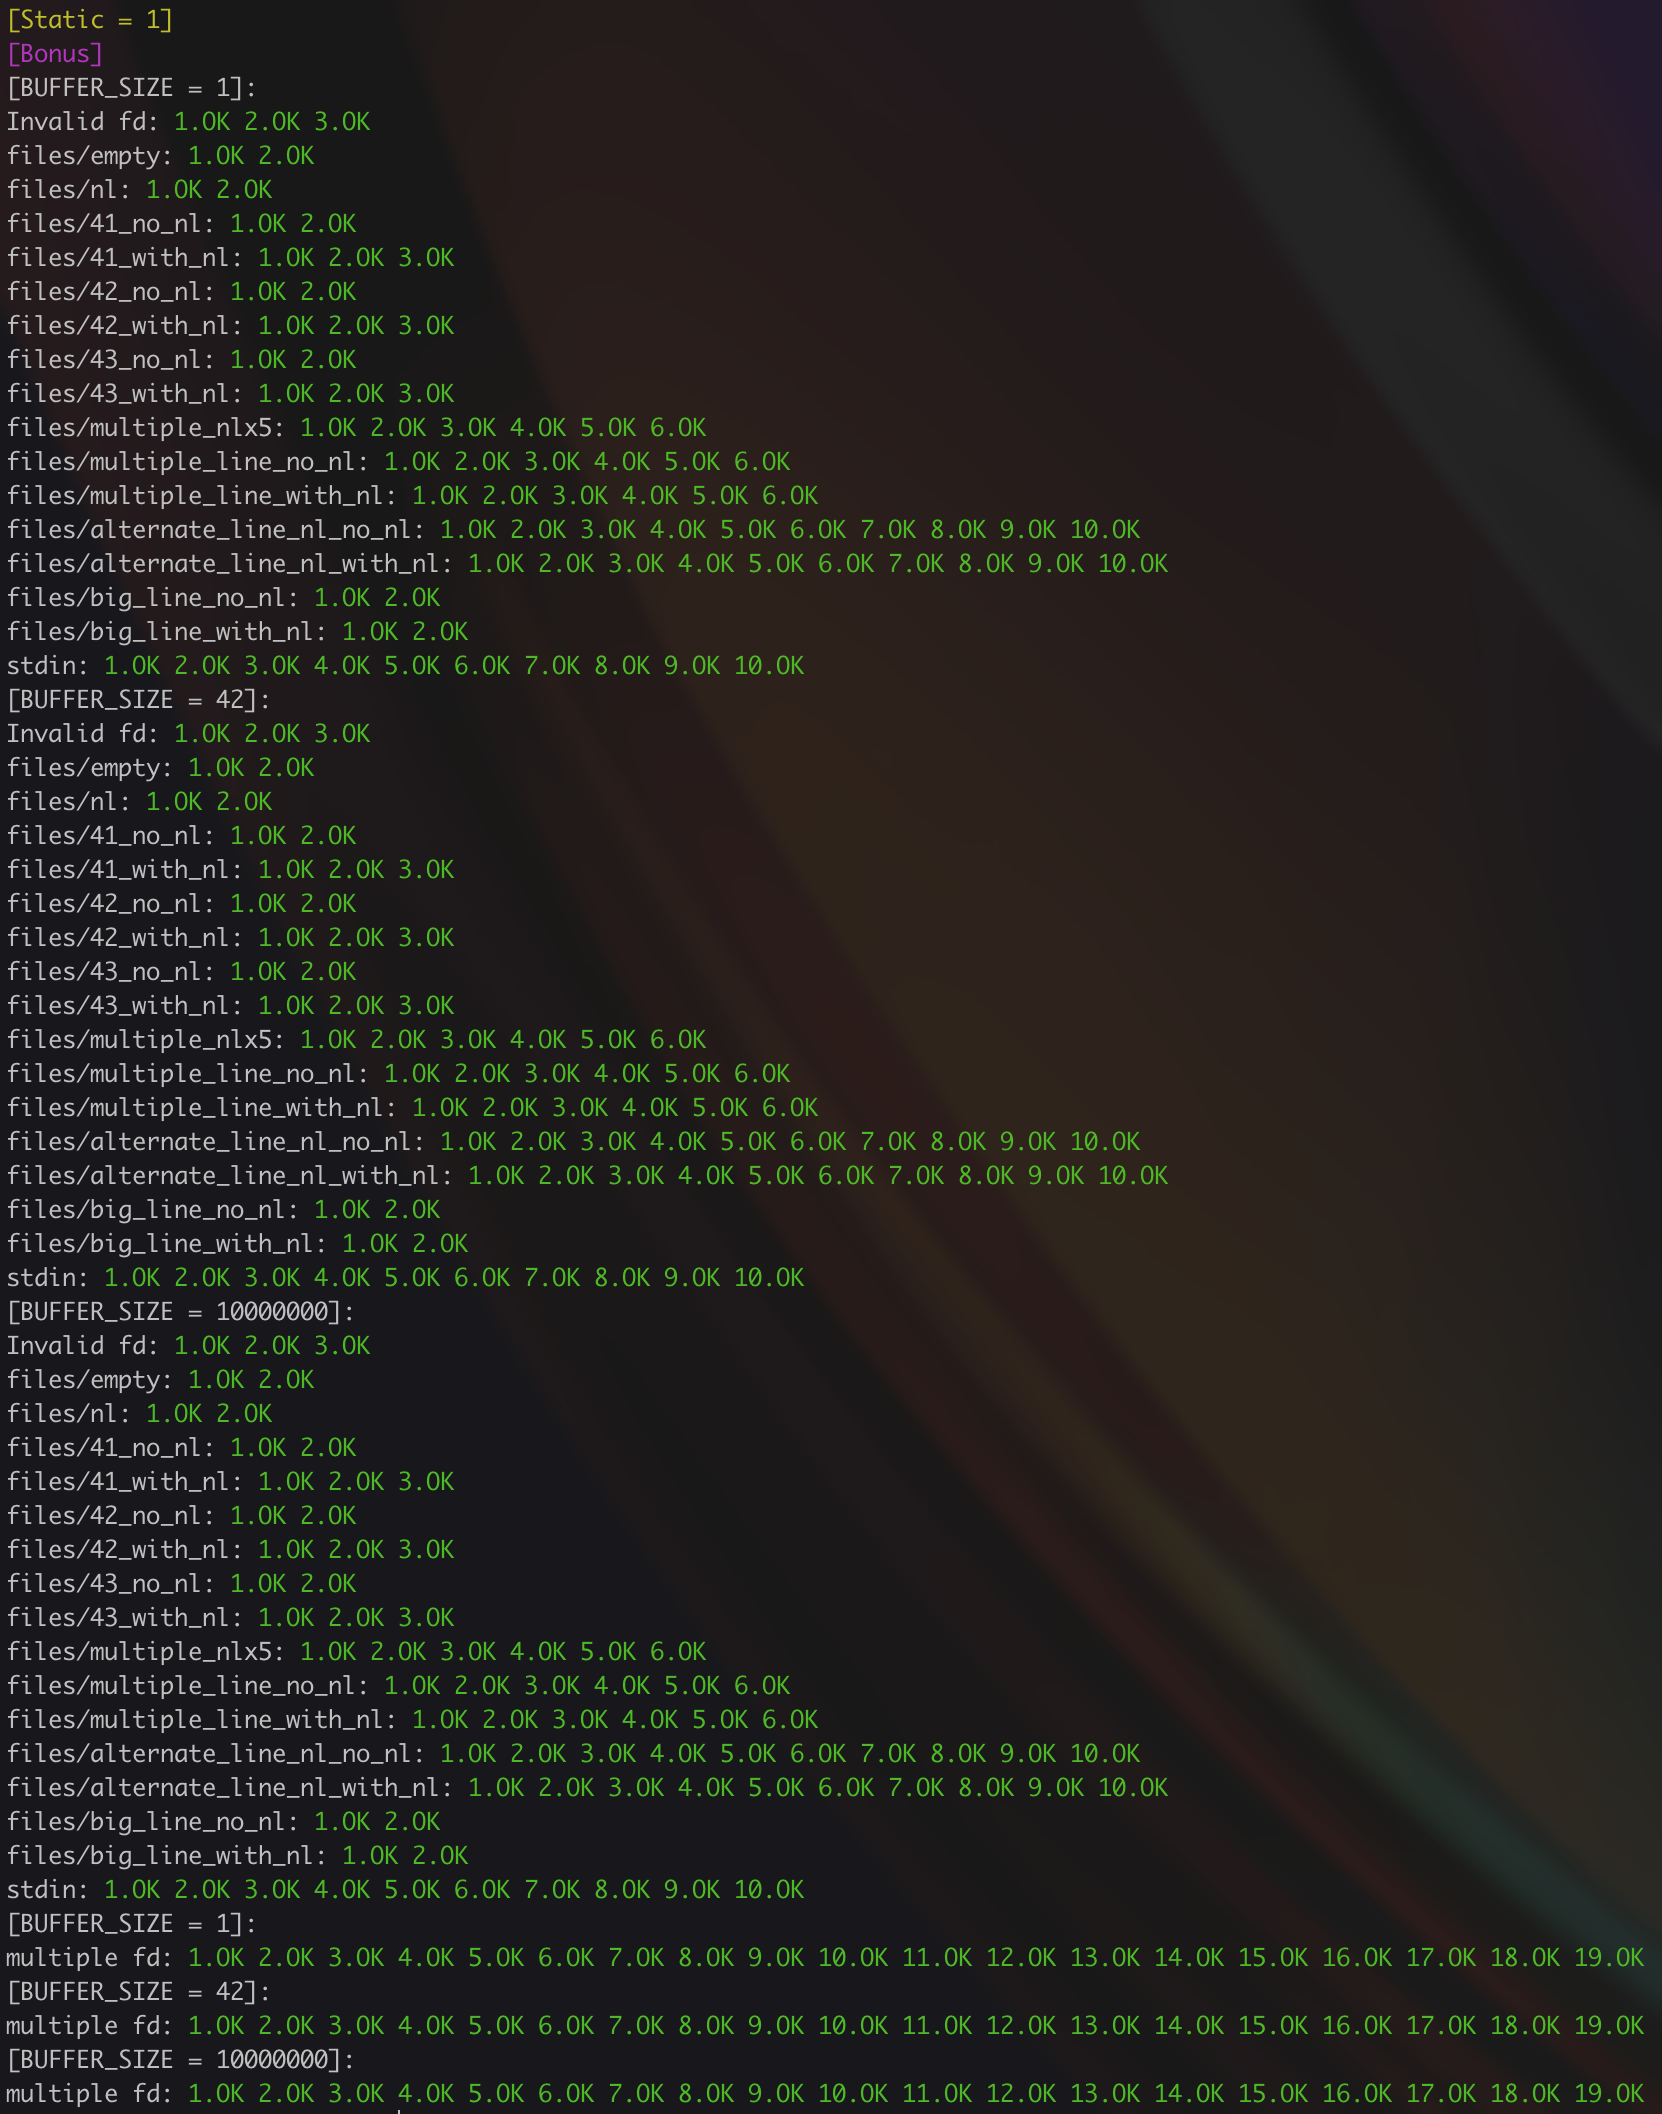 [Static = 1]
[Bonus]
[BUFFER_SIZE = 1]:
Invalid fd: 1.OK 2.OK 3.OK
files/empty: 1.OK 2.OK
files/nl: 1.OK 2.OK
files/41_no_nl: 1.OK 2.OK
files/41_with_nl: 1.OK 2.OK 3.OK
files/42_no_nl: 1.OK 2.OK
files/42_with_nl: 1.OK 2.OK 3.OK
files/43_no_nl: 1.OK 2.OK
files/43_with_nl: 1.OK 2.OK 3.OK
files/multiple_nlx5: 1.OK 2.OK 3.OK 4.OK 5.OK 6.OK
files/multiple_line_no_nl: 1.OK 2.OK 3.OK 4.OK 5.OK 6.OK
files/multiple_line_with_nl: 1.OK 2.OK 3.OK 4.OK 5.OK 6.OK
files/alternate_line_nl_no_nl: 1.OK 2.OK 3.OK 4.OK 5.OK 6.OK 7.OK 8.OK 9.OK 10.OK
files/alternate_line_nl_with_nl: 1.OK 2.OK 3.OK 4.OK 5.OK 6.OK 7.OK 8.OK 9.OK 10.OK
files/big_line_no_nl: 1.OK 2.OK
files/big_line_with_nl: 1.OK 2.OK
stdin: 1.OK 2.OK 3.OK 4.OK 5.OK 6.OK 7.OK 8.OK 9.OK 10.OK
[BUFFER_SIZE = 42]:
Invalid fd: 1.OK 2.OK 3.OK
files/empty: 1.OK 2.OK
files/nl: 1.OK 2.OK
files/41_no_nl: 1.OK 2.OK
files/41_with_nl: 1.OK 2.OK 3.OK
files/42_no_nl: 1.OK 2.OK
files/42_with_nl: 1.OK 2.OK 3.OK
files/43_no_nl: 1.OK 2.OK
files/43_with_nl: 1.OK 2.OK 3.OK
files/multiple_nlx5: 1.OK 2.OK 3.OK 4.OK 5.OK 6.OK
files/multiple_line_no_nl: 1.OK 2.OK 3.OK 4.OK 5.OK 6.OK
files/multiple_line_with_nl: 1.OK 2.OK 3.OK 4.OK 5.OK 6.OK
files/alternate_line_nl_no_nl: 1.OK 2.OK 3.OK 4.OK 5.OK 6.OK 7.OK 8.OK 9.OK 10.OK
files/alternate_line_nl_with_nl: 1.OK 2.OK 3.OK 4.OK 5.OK 6.OK 7.OK 8.OK 9.OK 10.OK
files/big_line_no_nl: 1.OK 2.OK
files/big_line_with_nl: 1.OK 2.OK
stdin: 1.OK 2.OK 3.OK 4.OK 5.OK 6.OK 7.OK 8.OK 9.OK 10.OK
[BUFFER_SIZE = 10000000]:
Invalid fd: 1.OK 2.OK 3.OK
files/empty: 1.OK 2.OK
files/nl: 1.OK 2.OK
files/41_no_nl: 1.OK 2.OK
files/41_with_nl: 1.OK 2.OK 3.OK
files/42_no_nl: 1.OK 2.OK
files/42_with_nl: 1.OK 2.OK 3.OK
files/43_no_nl: 1.OK 2.OK
files/43_with_nl: 1.OK 2.OK 3.OK
files/multiple_nlx5: 1.OK 2.OK 3.OK 4.OK 5.OK 6.OK
files/multiple_line_no_nl: 1.OK 2.OK 3.OK 4.OK 5.OK 6.OK
files/multiple_line_with_nl: 1.OK 2.OK 3.OK 4.OK 5.OK 6.OK
files/alternate_line_nl_no_nl: 1.OK 2.OK 3.OK 4.OK 5.OK 6.OK 7.OK 8.OK 9.OK 10.OK
files/alternate_line_nl_with_nl: 1.OK 2.OK 3.OK 4.OK 5.OK 6.OK 7.OK 8.OK 9.OK 10.OK
files/big_line_no_nl: 1.OK 2.OK
files/big_line_with_nl: 1.OK 2.OK
stdin: 1.OK 2.OK 3.OK 4.OK 5.OK 6.OK 7.OK 8.OK 9.OK 10.OK
[BUFFER_SIZE = 1]:
multiple fd: 1.OK 2.OK 3.OK 4.OK 5.OK 6.OK 7.OK 8.OK 9.OK 10.OK 11.OK 12.OK 13.OK 14.OK 15.OK 16.OK 17.OK 18.OK 19.OK
[BUFFER_SIZE = 42]:
multiple fd: 1.OK 2.OK 3.OK 4.OK 5.OK 6.OK 7.OK 8.OK 9.OK 10.OK 11.OK 12.OK 13.OK 14.OK 15.OK 16.OK 17.OK 18.OK 19.OK
[BUFFER_SIZE = 10000000]:
multiple fd: 1.OK 2.OK 3.OK 4.OK 5.OK 6.OK 7.OK 8.OK 9.OK 10.OK 11.OK 12.OK 13.OK 14.OK 15.OK 16.OK 17.OK 18.OK 19.OK